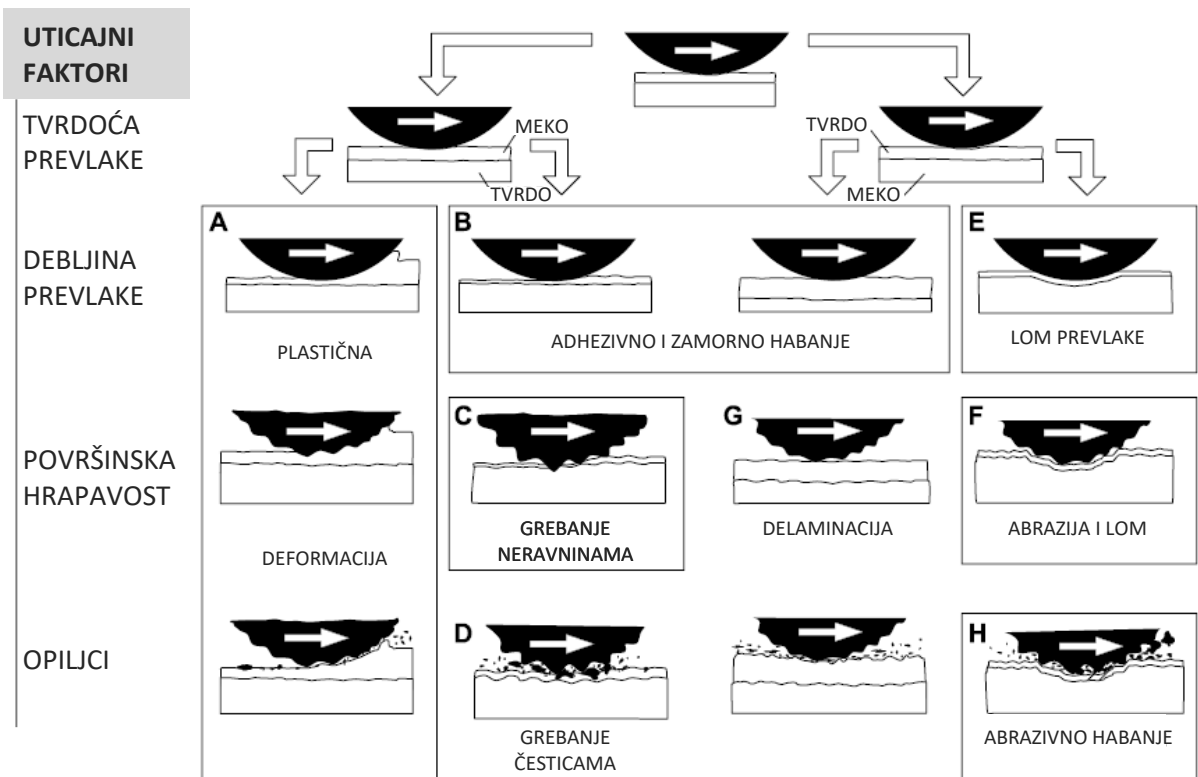 UTICAJNI
FAKTORI
TVRDOĆA
PREVLAKE
MEKO
TVRDO
TVRDO
MEKO
DEBLJINA
PREVLAKE
A
PLASTIČNA
B
ADHEZIVNO I ZAMORNO HABANJE
E
LOM PREVLAKE
POVRŠINSKA
HRAPAVOST
DEFORMACIJA
C
GREBANJE
NERAVNINAMA
G
DELAMINACIJA
F
ABRAZIJA I LOM
OPILJCI
D
GREBANJE
ČESTICAMA
H
ABRAZIVNO HABANJE